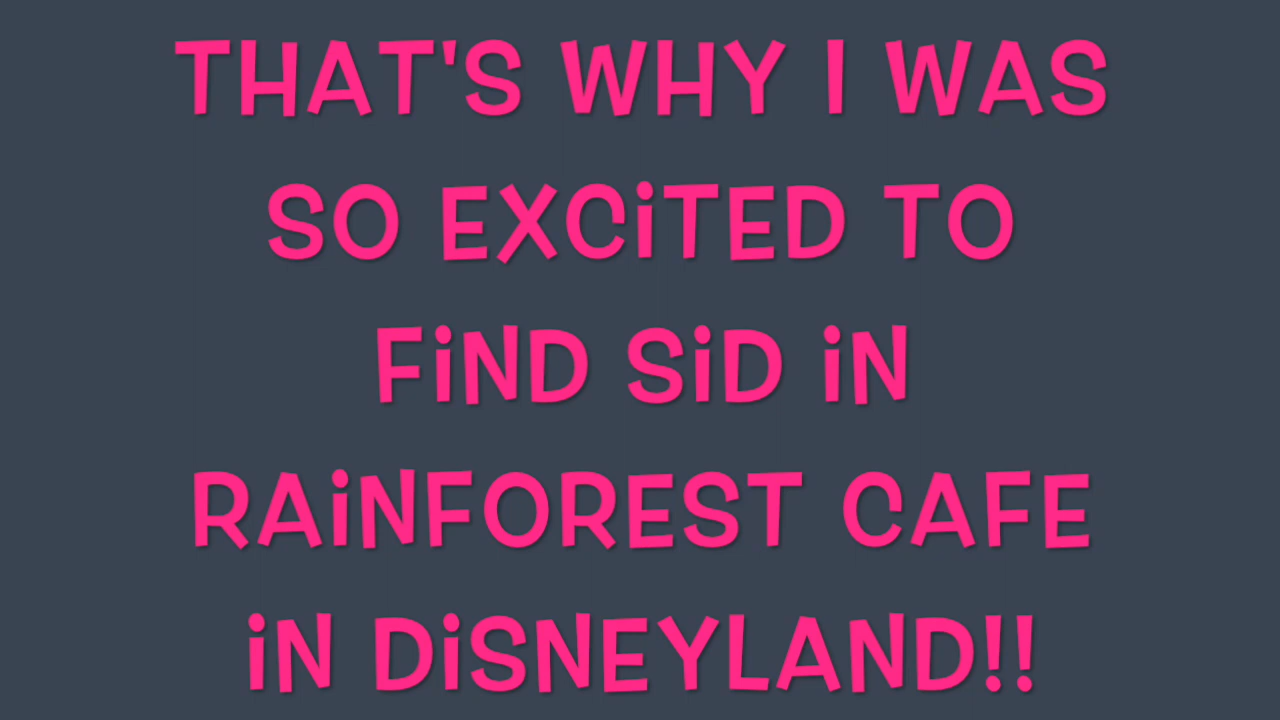 THAT'S WHY I WAS
SO EXCiTED TO
FiND SiD iN
RAiNFOREST CAFE
iN DiSNEYLAND!!